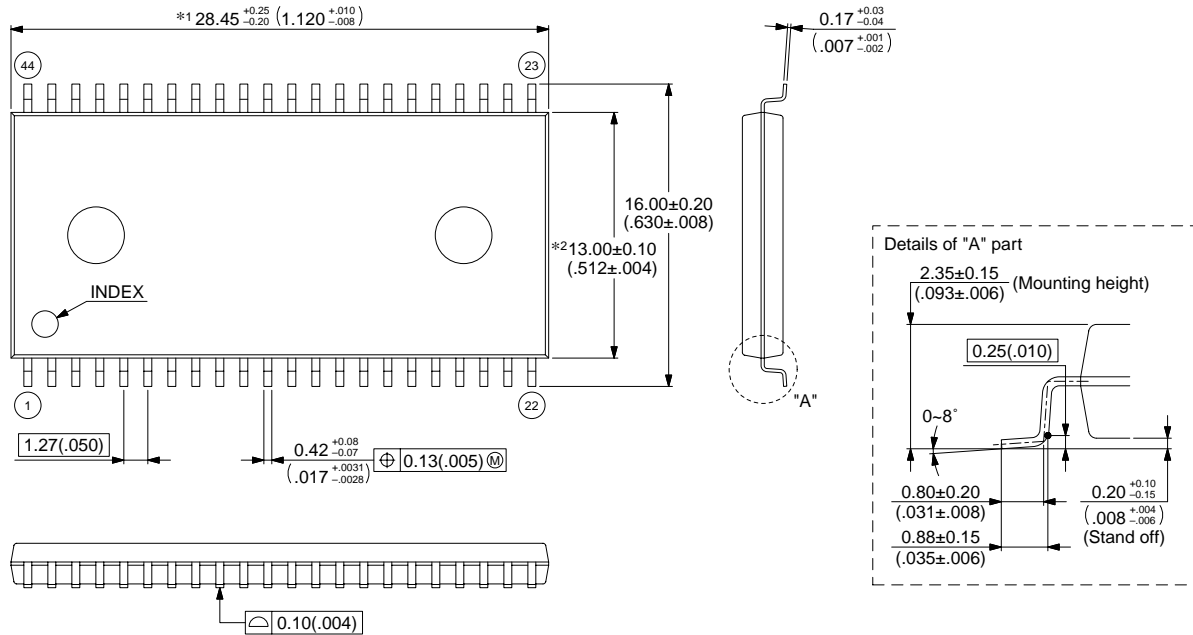 *1 28.45 +0.25 -0.20 (1.120 +.010 -.008)
0.17 +0.03 -0.04
(.007 +.001 -.002)
44
23
16.00±0.20
(.630±.008)
*2 13.00±0.10
(.512±.004)
INDEX
1
22
"A"
1.27(.050)
0.42 +0.08 -0.07
(.017 +.0031 -.0028)
⌖ 0.13(.005) Ⓜ
⌓ 0.10(.004)
Details of "A" part
2.35±0.15
(.093±.006)
(Mounting height)
0.25(.010)
0~8°
0.80±0.20
(.031±.008)
0.88±0.15
(.035±.006)
0.20 +0.10 -0.15
(.008 +.004 -.006)
(Stand off)